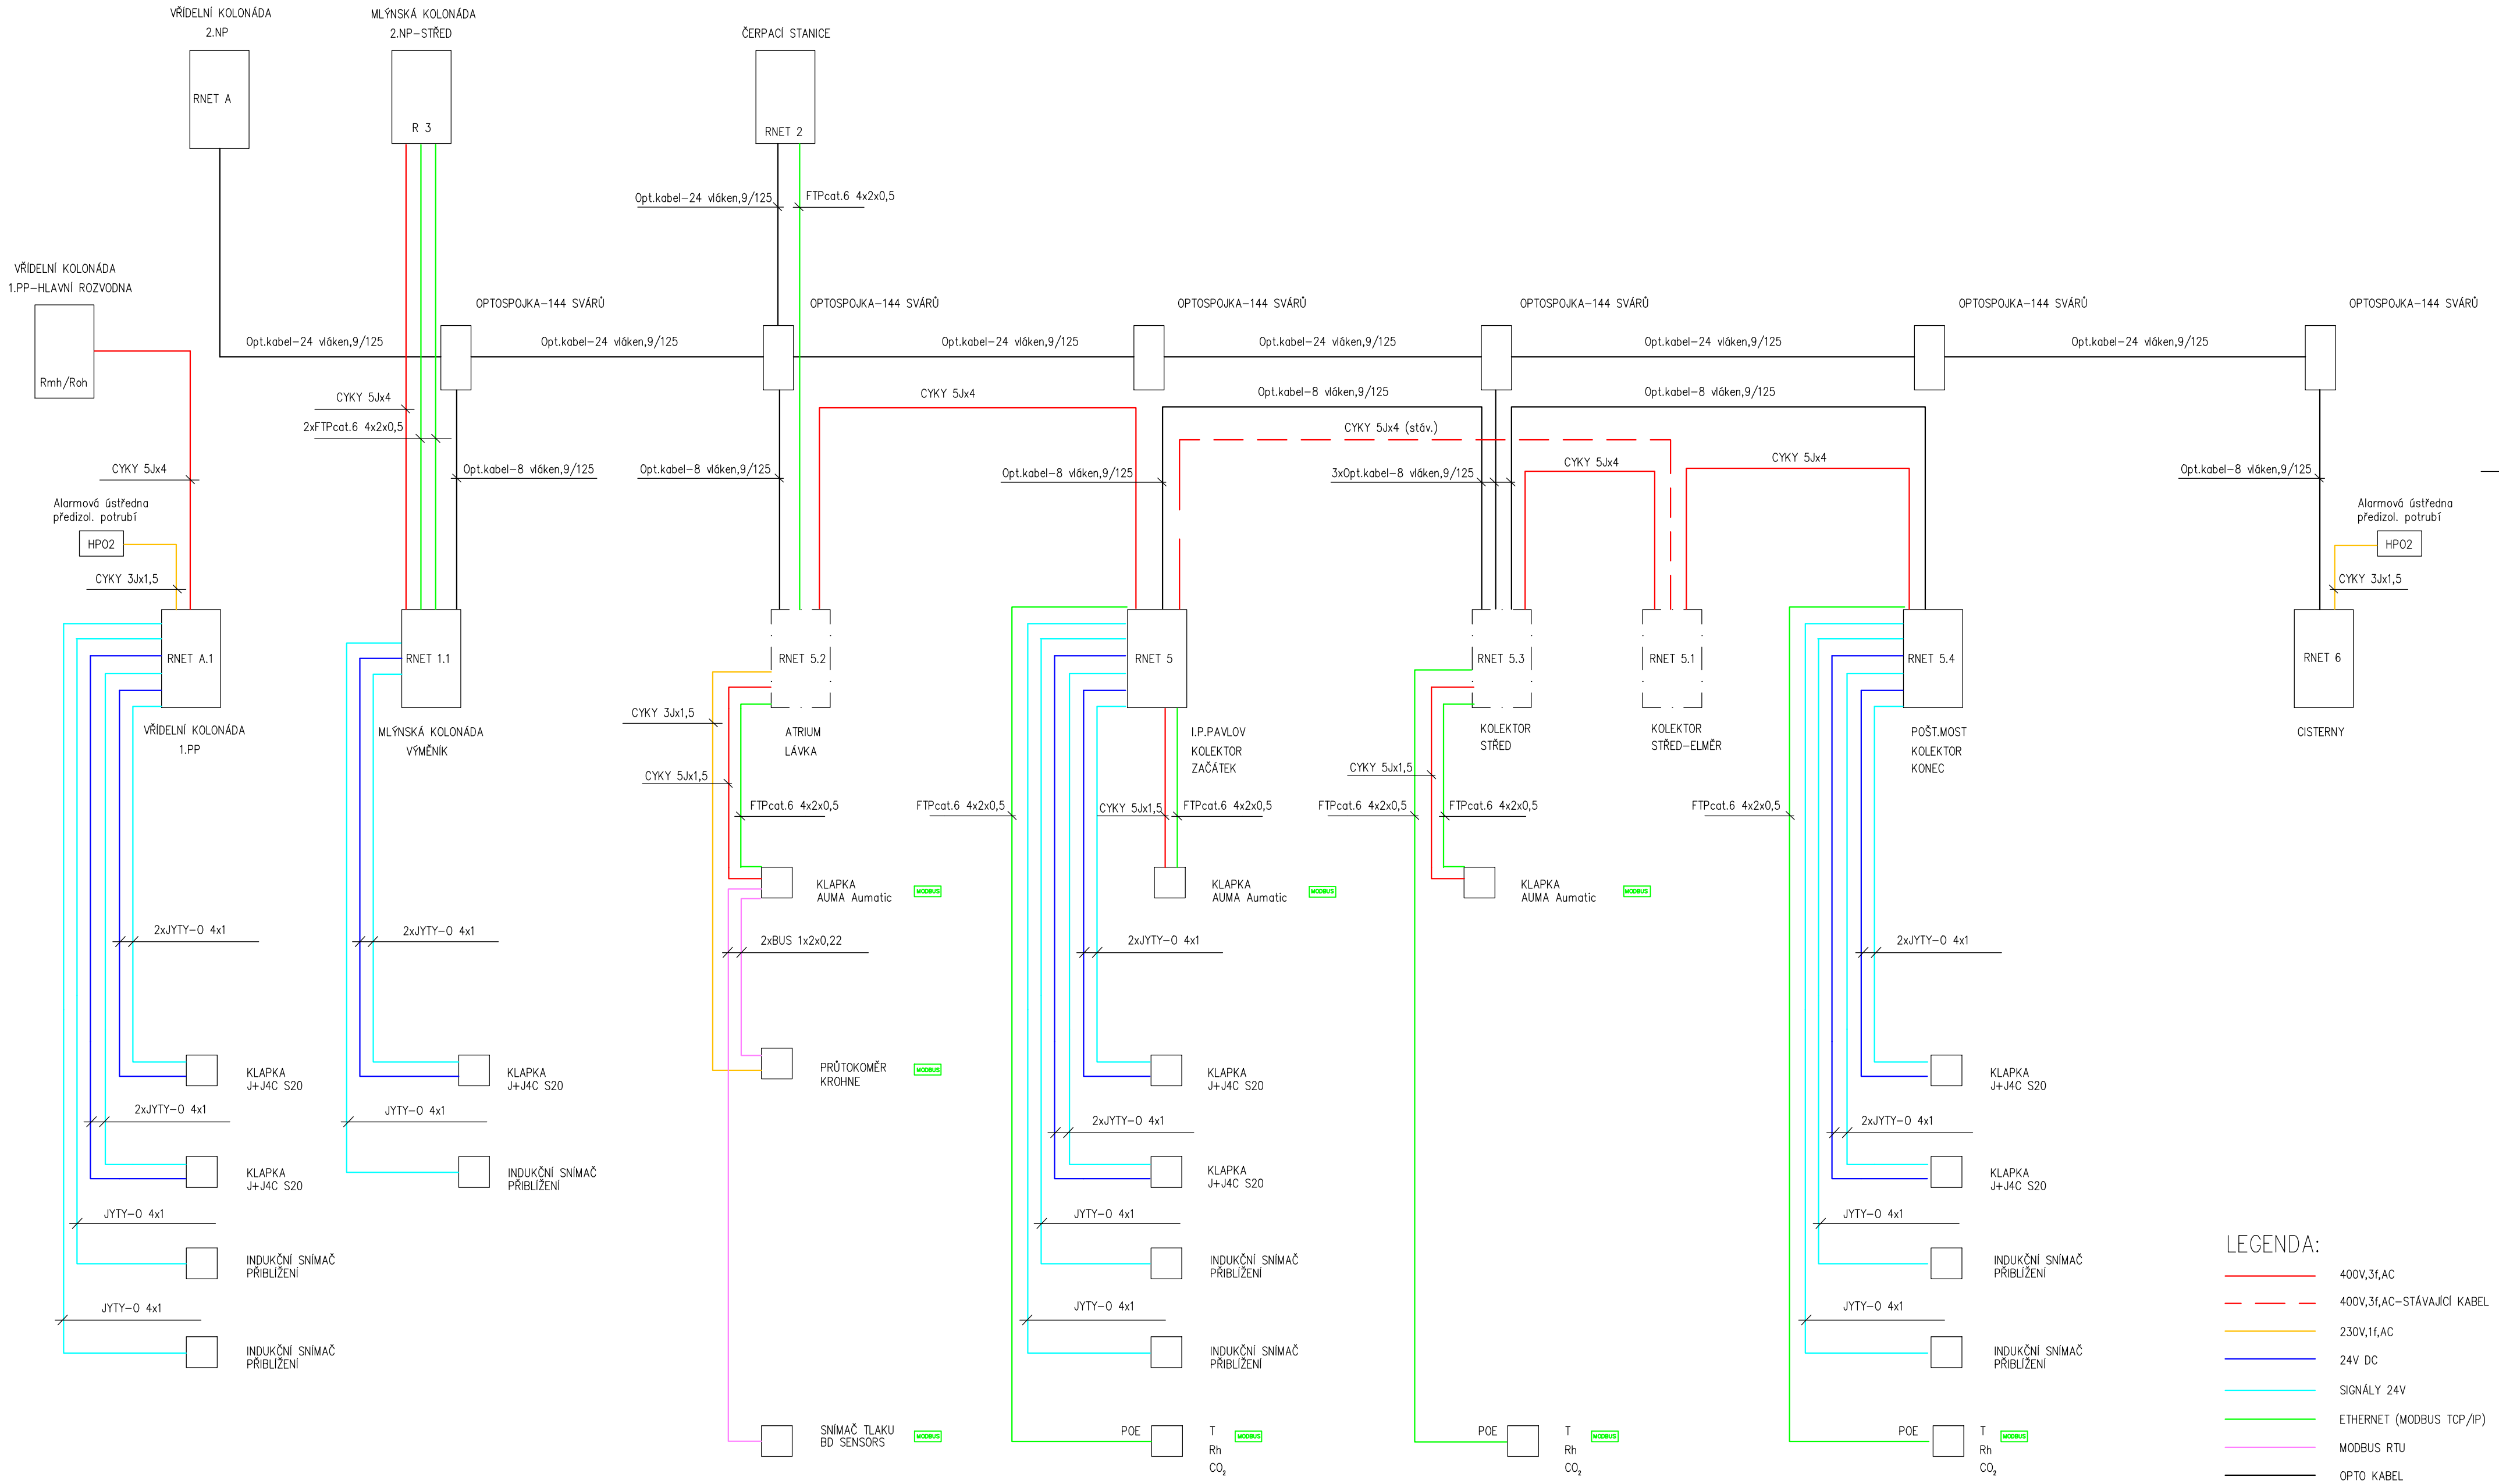 VŘÍDELNÍ KOLONÁDA
2.NP
MLÝNSKÁ KOLONÁDA
2.NP-STŘED
ČERPACÍ STANICE
RNET A
R 3
RNET 2
Opt.kabel-24 vláken,9/125
FTPcat.6 4x2x0,5
VŘÍDELNÍ KOLONÁDA
1.PP-HLAVNÍ ROZVODNA
Rmh/Roh
OPTOSPOJKA-144 SVÁRŮ
OPTOSPOJKA-144 SVÁRŮ
OPTOSPOJKA-144 SVÁRŮ
OPTOSPOJKA-144 SVÁRŮ
OPTOSPOJKA-144 SVÁRŮ
OPTOSPOJKA-144 SVÁRŮ
Opt.kabel-24 vláken,9/125
Opt.kabel-24 vláken,9/125
Opt.kabel-24 vláken,9/125
Opt.kabel-24 vláken,9/125
Opt.kabel-24 vláken,9/125
Opt.kabel-24 vláken,9/125
CYKY 5Jx4
2xFTPcat.6 4x2x0,5
CYKY 5Jx4
Opt.kabel-8 vláken,9/125
Opt.kabel-8 vláken,9/125
CYKY 5Jx4 (stáv.)
CYKY 5Jx4
Opt.kabel-8 vláken,9/125
Opt.kabel-8 vláken,9/125
Opt.kabel-8 vláken,9/125
3xOpt.kabel-8 vláken,9/125
CYKY 5Jx4
CYKY 5Jx4
Opt.kabel-8 vláken,9/125
Alarmová ústředna
předizol. potrubí
HP02
CYKY 3Jx1,5
Alarmová ústředna
předizol. potrubí
HP02
CYKY 3Jx1,5
RNET A.1
RNET 1.1
RNET 5.2
RNET 5
RNET 5.3
RNET 5.1
RNET 5.4
RNET 6
VŘÍDELNÍ KOLONÁDA
1.PP
MLÝNSKÁ KOLONÁDA
VÝMĚNÍK
ATRIUM
LÁVKA
I.P.PAVLOV
KOLEKTOR
ZAČÁTEK
KOLEKTOR
STŘED
KOLEKTOR
STŘED-ELMĚR
POŠT.MOST
KOLEKTOR
KONEC
CISTERNY
CYKY 3Jx1,5
CYKY 5Jx1,5
FTPcat.6 4x2x0,5
FTPcat.6 4x2x0,5
CYKY 5Jx1,5
FTPcat.6 4x2x0,5
CYKY 5Jx1,5
FTPcat.6 4x2x0,5
FTPcat.6 4x2x0,5
FTPcat.6 4x2x0,5
KLAPKA
AUMA Aumatic
MODBUS
KLAPKA
AUMA Aumatic
MODBUS
KLAPKA
AUMA Aumatic
MODBUS
2xJYTY-O 4x1
2xJYTY-O 4x1
2xBUS 1x2x0,22
2xJYTY-O 4x1
2xJYTY-O 4x1
KLAPKA
J+J4C S20
KLAPKA
J+J4C S20
PRŮTOKOMĚR
KROHNE
MODBUS
KLAPKA
J+J4C S20
KLAPKA
J+J4C S20
2xJYTY-O 4x1
JYTY-O 4x1
2xJYTY-O 4x1
2xJYTY-O 4x1
KLAPKA
J+J4C S20
INDUKČNÍ SNÍMAČ
PŘIBLÍŽENÍ
KLAPKA
J+J4C S20
KLAPKA
J+J4C S20
JYTY-O 4x1
JYTY-O 4x1
JYTY-O 4x1
INDUKČNÍ SNÍMAČ
PŘIBLÍŽENÍ
INDUKČNÍ SNÍMAČ
PŘIBLÍŽENÍ
INDUKČNÍ SNÍMAČ
PŘIBLÍŽENÍ
JYTY-O 4x1
JYTY-O 4x1
JYTY-O 4x1
INDUKČNÍ SNÍMAČ
PŘIBLÍŽENÍ
INDUKČNÍ SNÍMAČ
PŘIBLÍŽENÍ
INDUKČNÍ SNÍMAČ
PŘIBLÍŽENÍ
SNÍMAČ TLAKU
BD SENSORS
MODBUS
POE
T
Rh
CO₂
MODBUS
POE
T
Rh
CO₂
MODBUS
POE
T
Rh
CO₂
MODBUS
LEGENDA:
400V,3f,AC
400V,3f,AC-STÁVAJÍCÍ KABEL
230V,1f,AC
24V DC
SIGNÁLY 24V
ETHERNET (MODBUS TCP/IP)
MODBUS RTU
OPTO KABEL